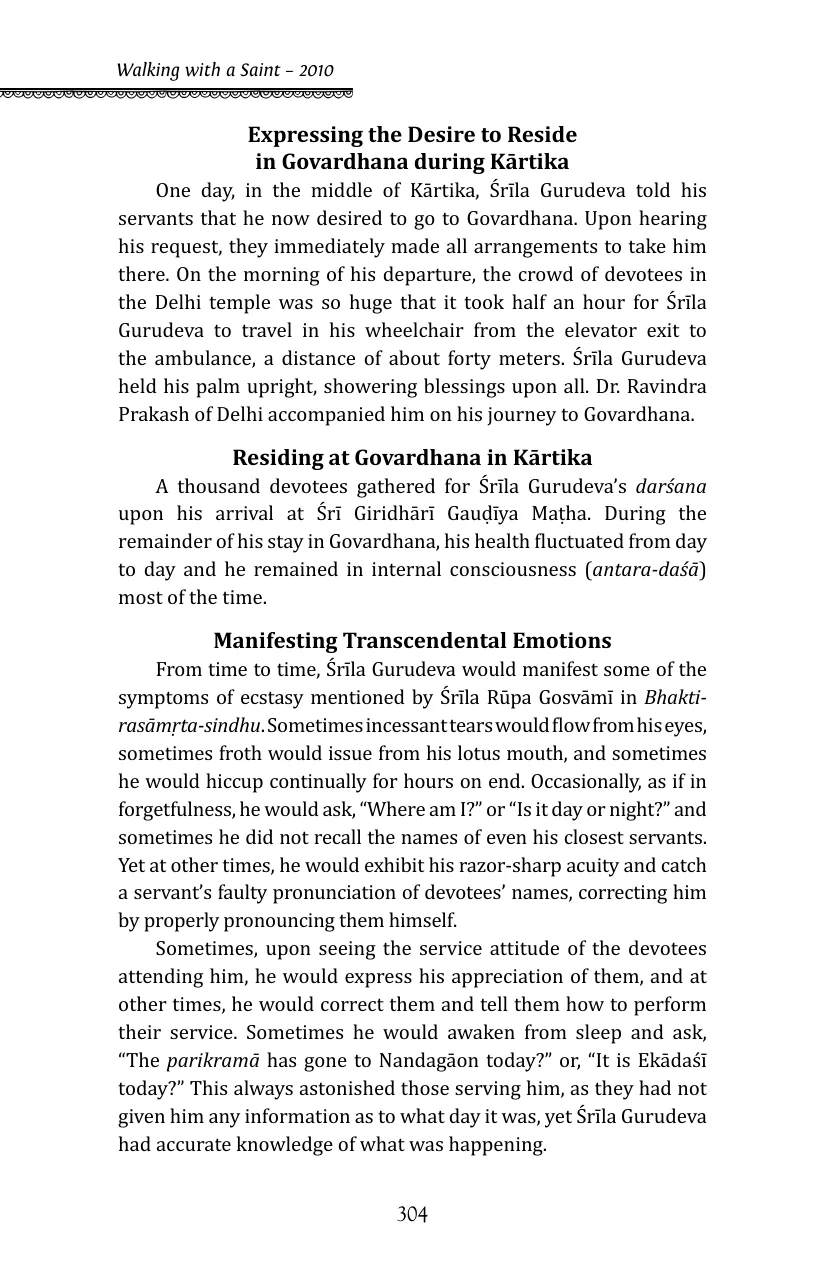 Walking with a Saint – 2010
Expressing the Desire to Reside
in Govardhana during Kārtika
One day, in the middle of Kārtika, Śrīla Gurudeva told his
servants that he now desired to go to Govardhana. Upon hearing
his request, they immediately made all arrangements to take him
there. On the morning of his departure, the crowd of devotees in
the Delhi temple was so huge that it took half an hour for Śrīla
Gurudeva to travel in his wheelchair from the elevator exit to
the ambulance, a distance of about forty meters. Śrīla Gurudeva
held his palm upright, showering blessings upon all. Dr. Ravindra
Prakash of Delhi accompanied him on his journey to Govardhana.
Residing at Govardhana in Kārtika
A thousand devotees gathered for Śrīla Gurudeva’s darśana
upon his arrival at Śrī Giridhārī Gauḍīya Maṭha. During the
remainder of his stay in Govardhana, his health fluctuated from day
to day and he remained in internal consciousness (antara-daśā)
most of the time.
Manifesting Transcendental Emotions
From time to time, Śrīla Gurudeva would manifest some of the
symptoms of ecstasy mentioned by Śrīla Rūpa Gosvāmī in Bhakti-
rasāmṛta-sindhu. Sometimes incessant tears would flow from his eyes,
sometimes froth would issue from his lotus mouth, and sometimes
he would hiccup continually for hours on end. Occasionally, as if in
forgetfulness, he would ask, “Where am I?” or “Is it day or night?” and
sometimes he did not recall the names of even his closest servants.
Yet at other times, he would exhibit his razor-sharp acuity and catch
a servant’s faulty pronunciation of devotees’ names, correcting him
by properly pronouncing them himself.
Sometimes, upon seeing the service attitude of the devotees
attending him, he would express his appreciation of them, and at
other times, he would correct them and tell them how to perform
their service. Sometimes he would awaken from sleep and ask,
“The parikramā has gone to Nandagāon today?” or, “It is Ekādaśī
today?” This always astonished those serving him, as they had not
given him any information as to what day it was, yet Śrīla Gurudeva
had accurate knowledge of what was happening.
304